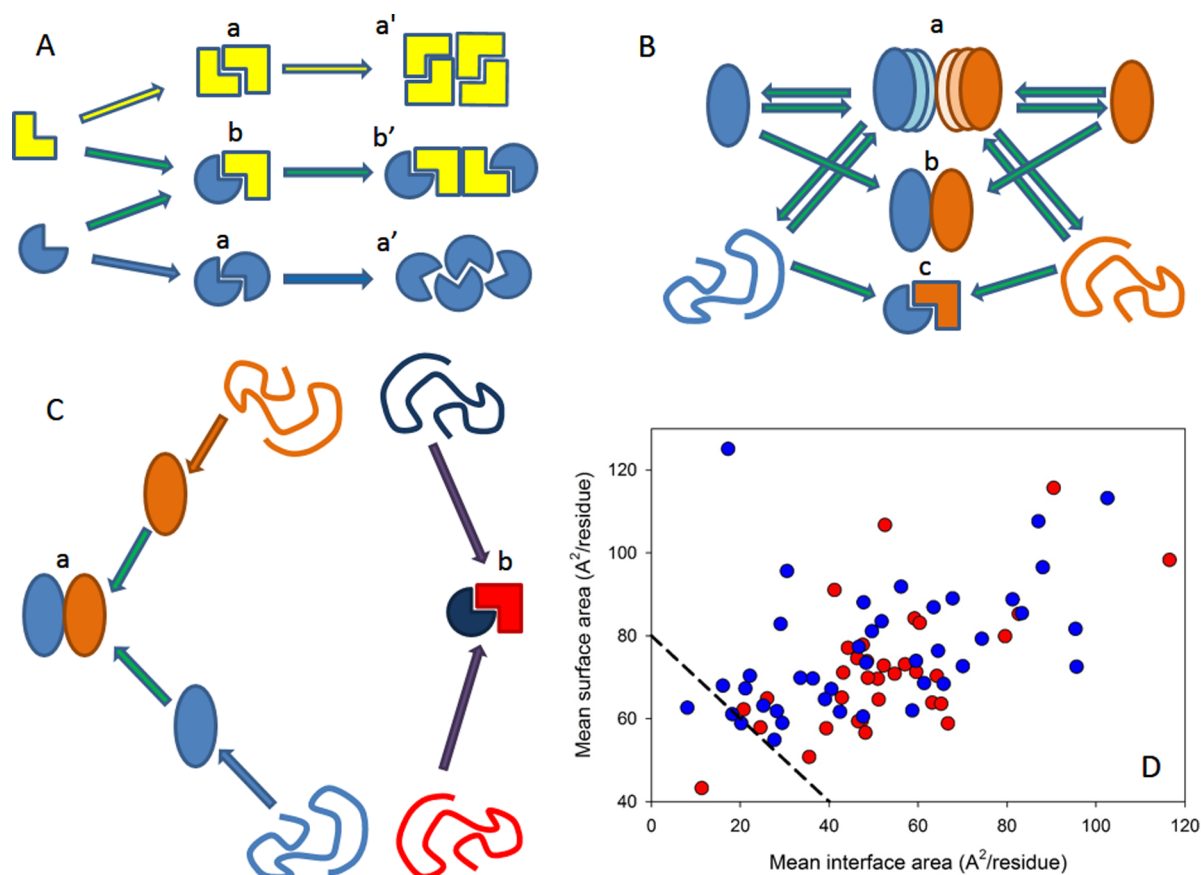 A
a
a'
b
b’
a
a’
B
a
b
c
C
a
b
120
100
80
60
40
0
20
40
60
80
100
120
Mean surface area (A²/residue)
Mean interface area (A²/residue)
D